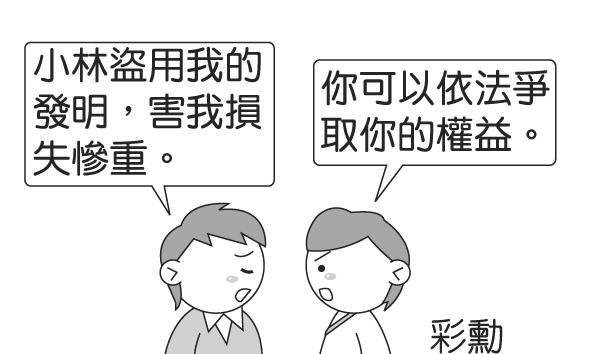 小林盜用我的
發明，害我損
失慘重。
你可以依法爭
取你的權益。
彩勳